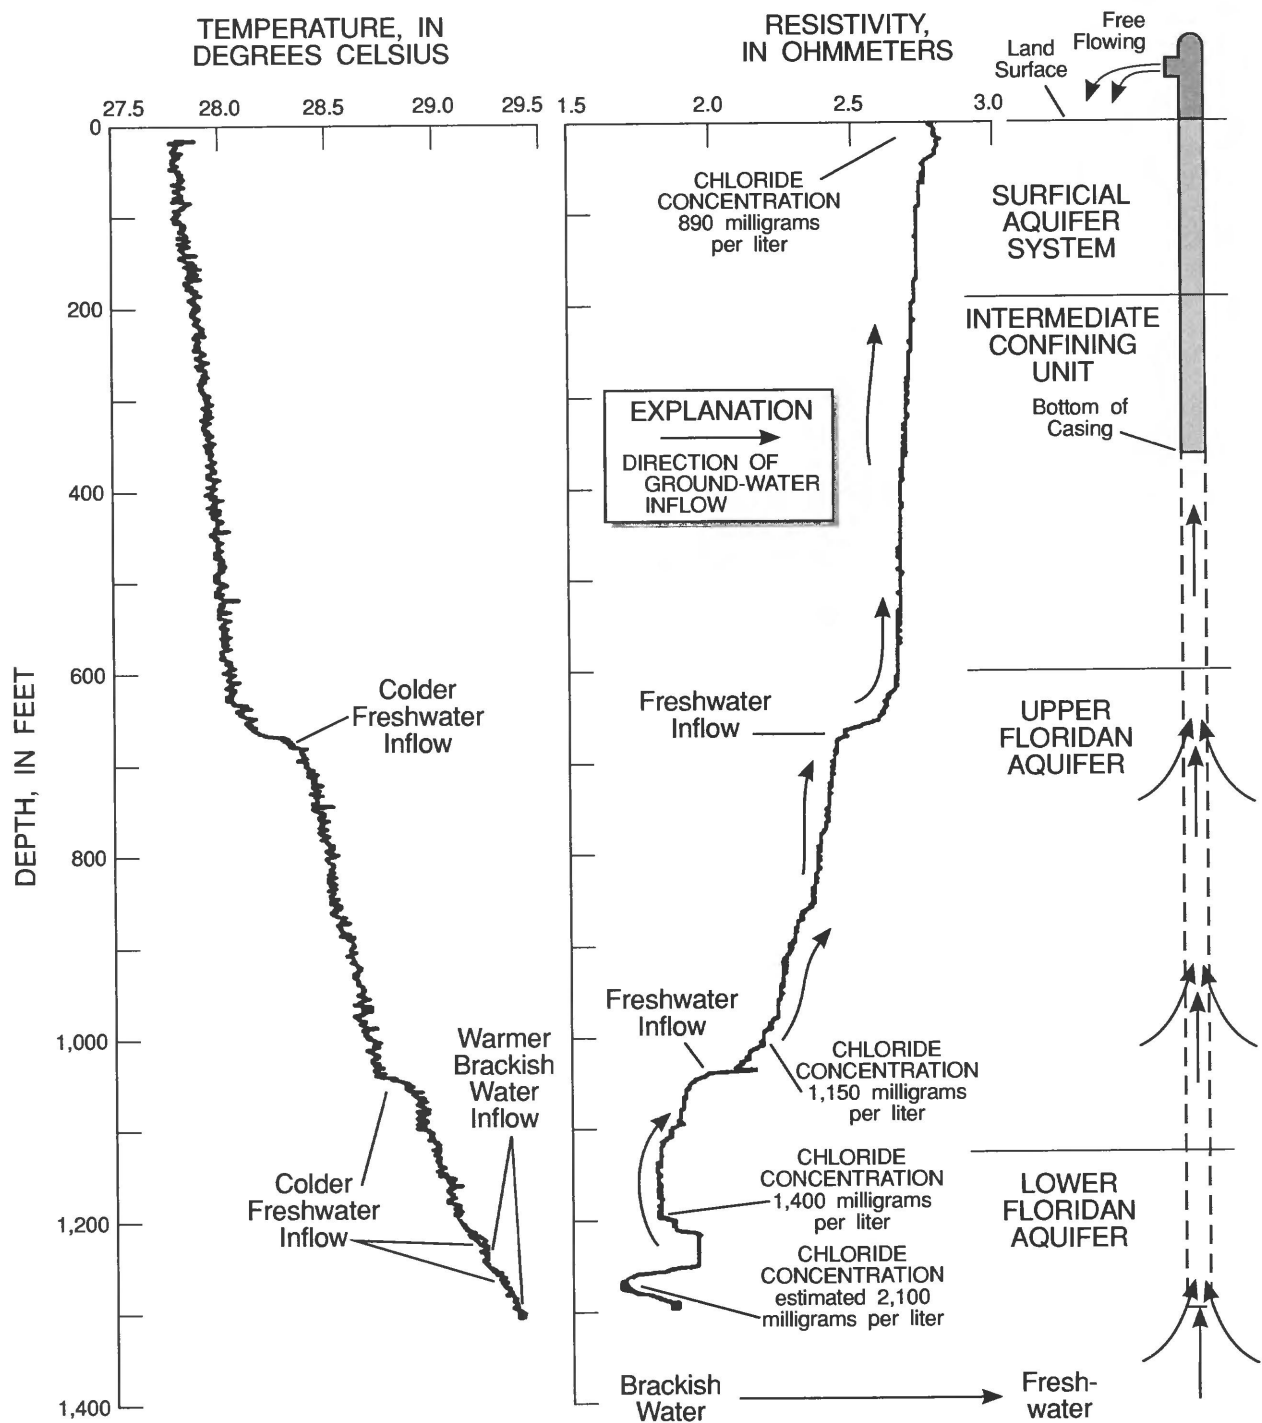 TEMPERATURE, IN
DEGREES CELSIUS
27.5 28.0 28.5 29.0 29.5
RESISTIVITY,
IN OHMMETERS
1.5 2.0 2.5 3.0
Free
Flowing
Land
Surface
DEPTH, IN FEET
0
200
400
600
800
1,000
1,200
1,400
Colder
Freshwater
Inflow
Warmer
Brackish
Water
Inflow
Colder
Freshwater
Inflow
CHLORIDE
CONCENTRATION
890 milligrams
per liter
EXPLANATION
DIRECTION OF
GROUND-WATER
INFLOW
Freshwater
Inflow
Freshwater
Inflow
CHLORIDE
CONCENTRATION
1,150 milligrams
per liter
CHLORIDE
CONCENTRATION
1,400 milligrams
per liter
CHLORIDE
CONCENTRATION
estimated 2,100
milligrams per liter
Brackish
Water
Fresh-
water
SURFICIAL
AQUIFER
SYSTEM
INTERMEDIATE
CONFINING
UNIT
Bottom of
Casing
UPPER
FLORIDAN
AQUIFER
LOWER
FLORIDAN
AQUIFER